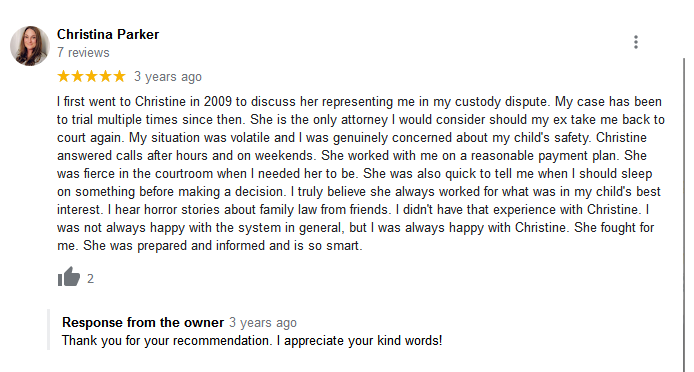 Christina Parker
7 reviews
3 years ago
I first went to Christine in 2009 to discuss her representing me in my custody dispute. My case has been
to trial multiple times since then. She is the only attorney I would consider should my ex take me back to
court again. My situation was volatile and I was genuinely concerned about my child's safety. Christine
answered calls after hours and on weekends. She worked with me on a reasonable payment plan. She
was fierce in the courtroom when I needed her to be. She was also quick to tell me when I should sleep
on something before making a decision. I truly believe she always worked for what was in my child's best
interest. I hear horror stories about family law from friends. I didn't have that experience with Christine. I
was not always happy with the system in general, but I was always happy with Christine. She fought for
me. She was prepared and informed and is so smart.
2
Response from the owner 3 years ago
Thank you for your recommendation. I appreciate your kind words!